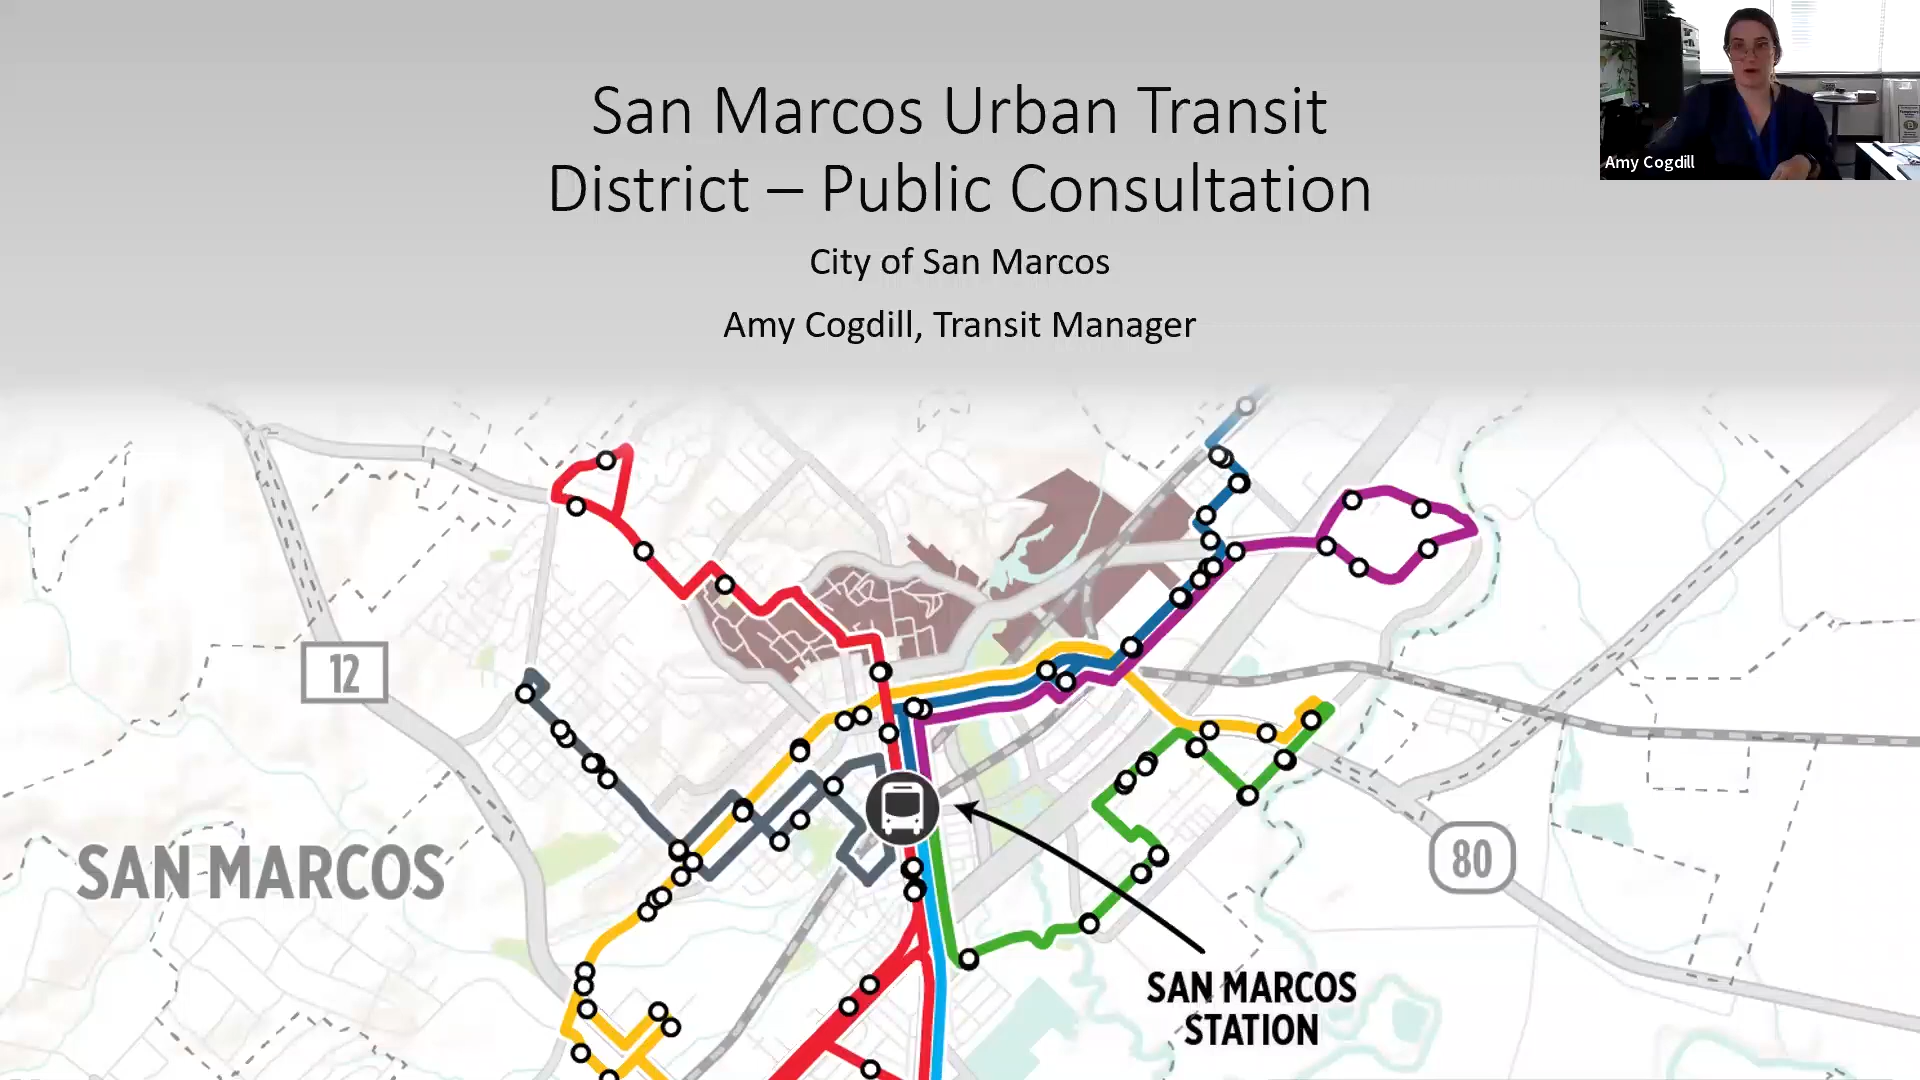 San Marcos Urban Transit
District – Public Consultation
City of San Marcos
Amy Cogdill, Transit Manager
Amy Cogdill
12
SAN MARCOS
80
SAN MARCOS
STATION